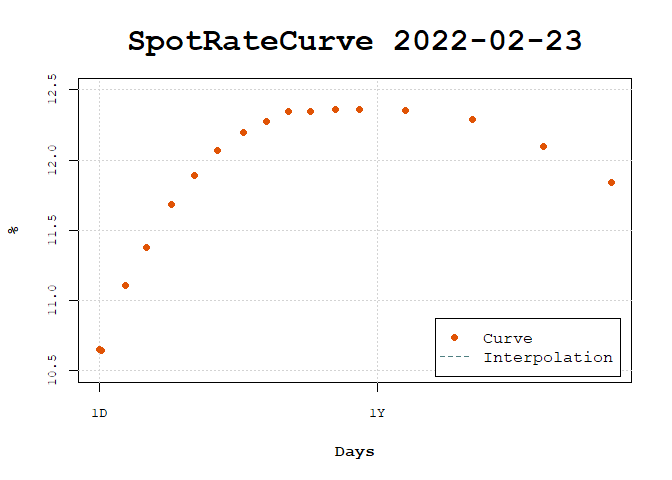 SpotRateCurve 2022-02-23
12.5
12.0
11.5
11.0
10.5
%
Curve
Interpolation
1D
1Y
Days